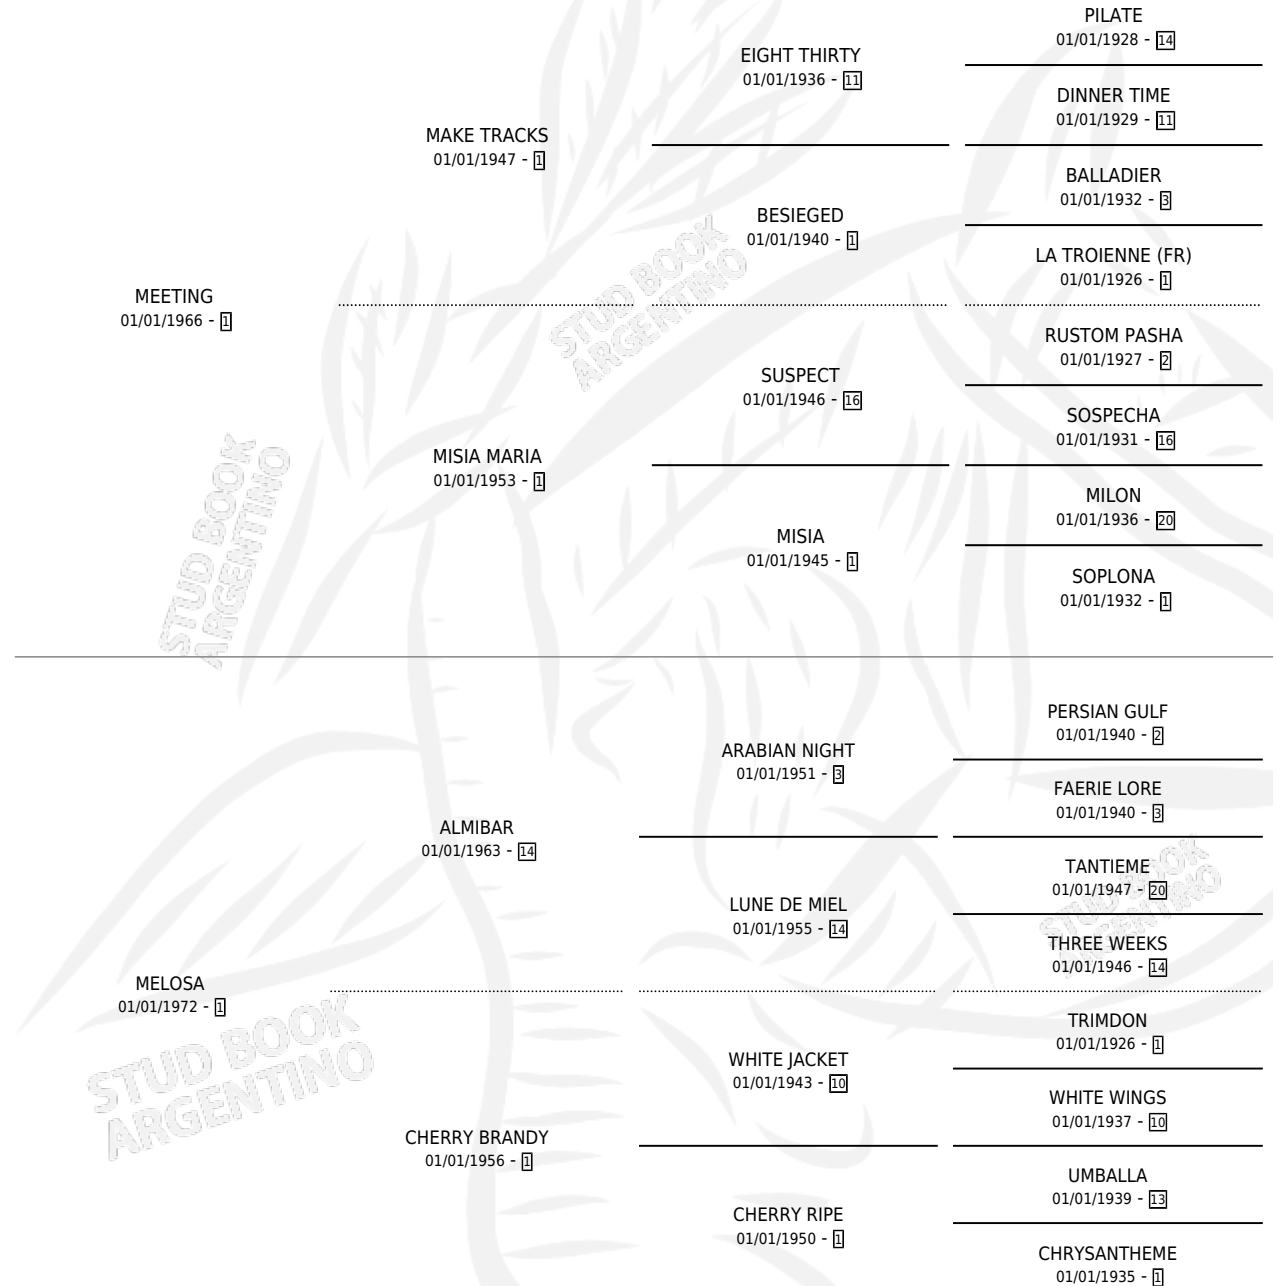 PILATE
01/01/1928 - 14
EIGHT THIRTY
01/01/1936 - 11
DINNER TIME
01/01/1929 - 11
MAKE TRACKS
01/01/1947 - 1
BALLADIER
01/01/1932 - 3
BESIEGED
01/01/1940 - 1
LA TROIENNE (FR)
01/01/1926 - 1
MEETING
01/01/1966 - 1
RUSTOM PASHA
01/01/1927 - 2
SUSPECT
01/01/1946 - 16
SOSPECHA
01/01/1931 - 16
MISIA MARIA
01/01/1953 - 1
MILON
01/01/1936 - 20
MISIA
01/01/1945 - 1
SOPLONA
01/01/1932 - 1
PERSIAN GULF
01/01/1940 - 2
ARABIAN NIGHT
01/01/1951 - 3
FAERIE LORE
01/01/1940 - 3
ALMIBAR
01/01/1963 - 14
TANTIEME
01/01/1947 - 20
LUNE DE MIEL
01/01/1955 - 14
THREE WEEKS
01/01/1946 - 14
MELOSA
01/01/1972 - 1
TRIMDON
01/01/1926 - 1
WHITE JACKET
01/01/1943 - 10
WHITE WINGS
01/01/1937 - 10
CHERRY BRANDY
01/01/1956 - 1
UMBALLA
01/01/1939 - 13
CHERRY RIPE
01/01/1950 - 1
CHRYSANTHEME
01/01/1935 - 1
STUD BOOK
ARGENTINO
STUD BOOK
ARGENTINO
STUD BOOK
ARGENTINO
STUD BOOK
ARGENTINO